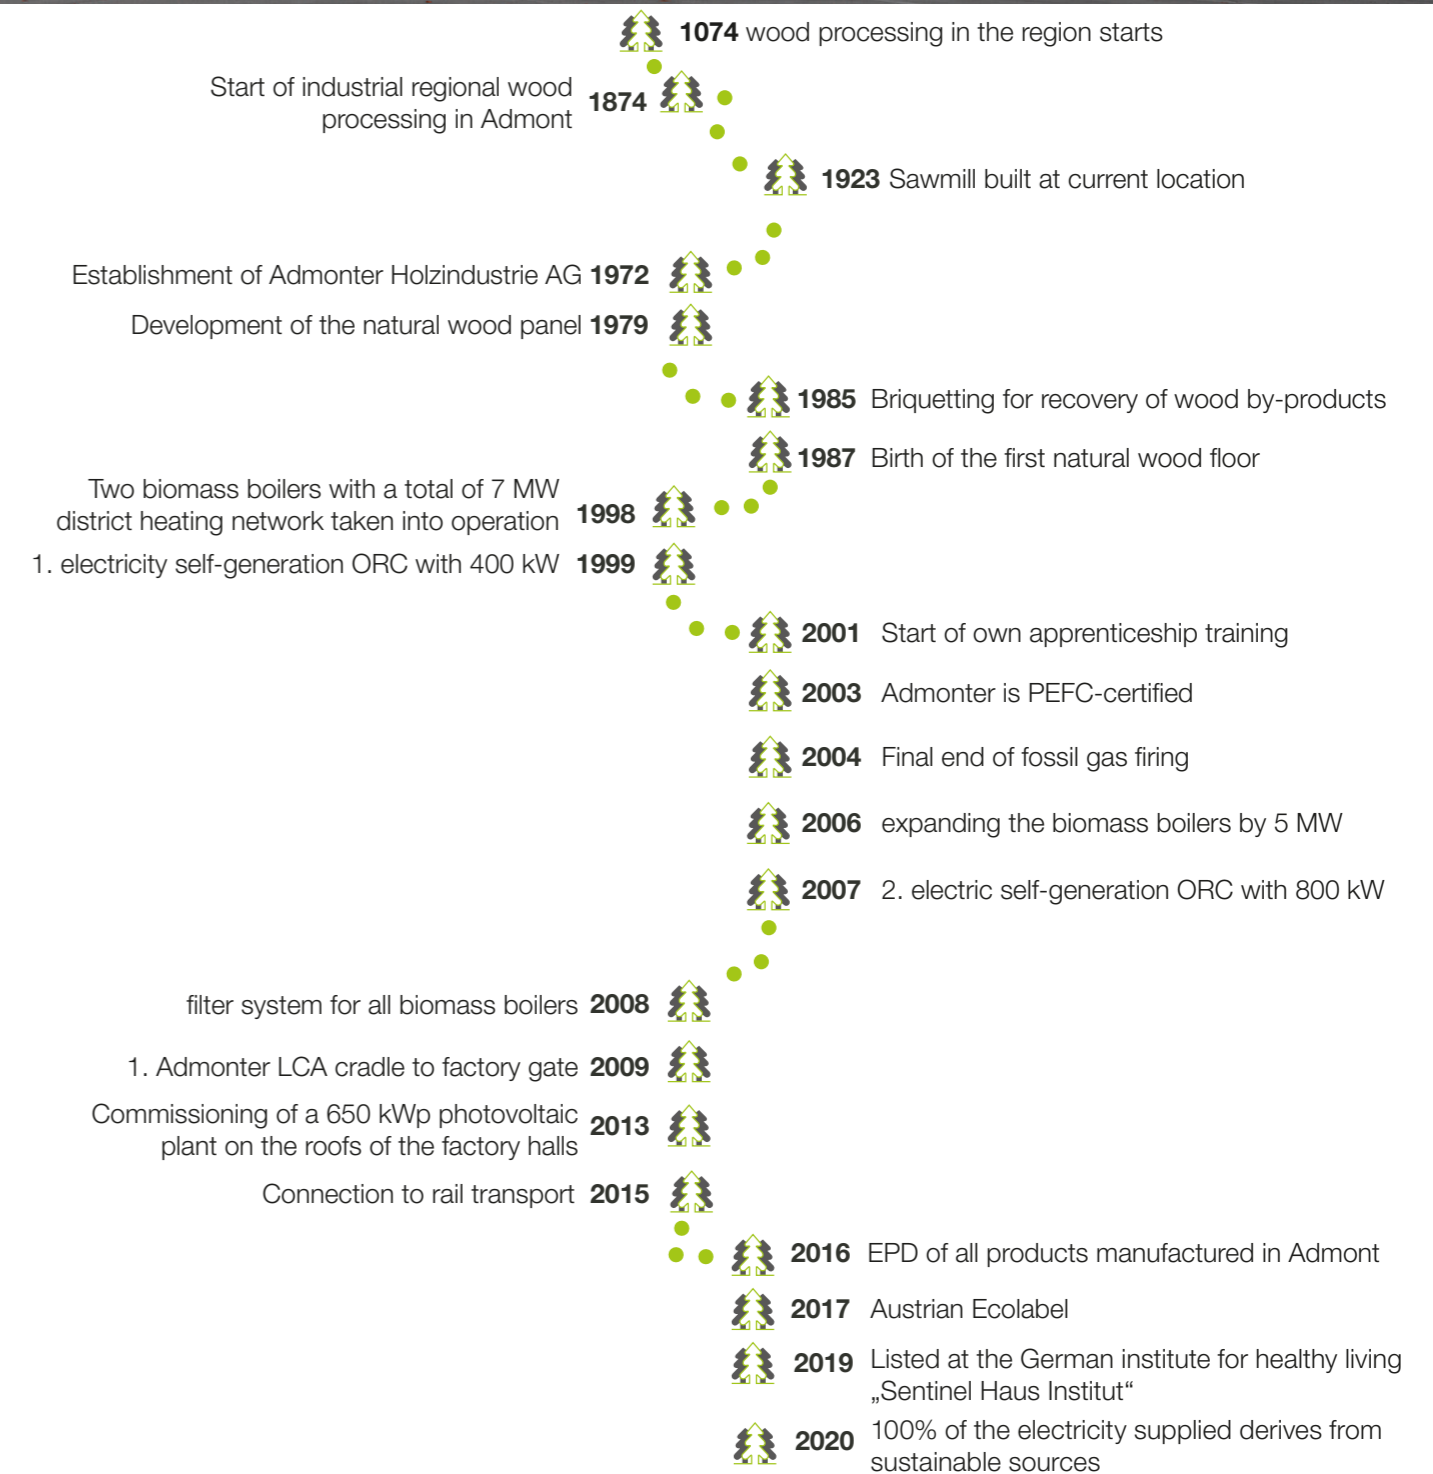 1074 wood processing in the region starts
Start of industrial regional wood
processing in Admont
1874
1923 Sawmill built at current location
Establishment of Admonter Holzindustrie AG 1972
Development of the natural wood panel 1979
1985 Briquetting for recovery of wood by-products
1987 Birth of the first natural wood floor
Two biomass boilers with a total of 7 MW
district heating network taken into operation
1998
1. electricity self-generation ORC with 400 kW 1999
2001 Start of own apprenticeship training
2003 Admonter is PEFC-certified
2004 Final end of fossil gas firing
2006 expanding the biomass boilers by 5 MW
2007 2. electric self-generation ORC with 800 kW
filter system for all biomass boilers 2008
1. Admonter LCA cradle to factory gate 2009
Commissioning of a 650 kWp photovoltaic
plant on the roofs of the factory halls
2013
Connection to rail transport 2015
2016 EPD of all products manufactured in Admont
2017 Austrian Ecolabel
2019 Listed at the German institute for healthy living
„Sentinel Haus Institut“
2020 100% of the electricity supplied derives from
sustainable sources